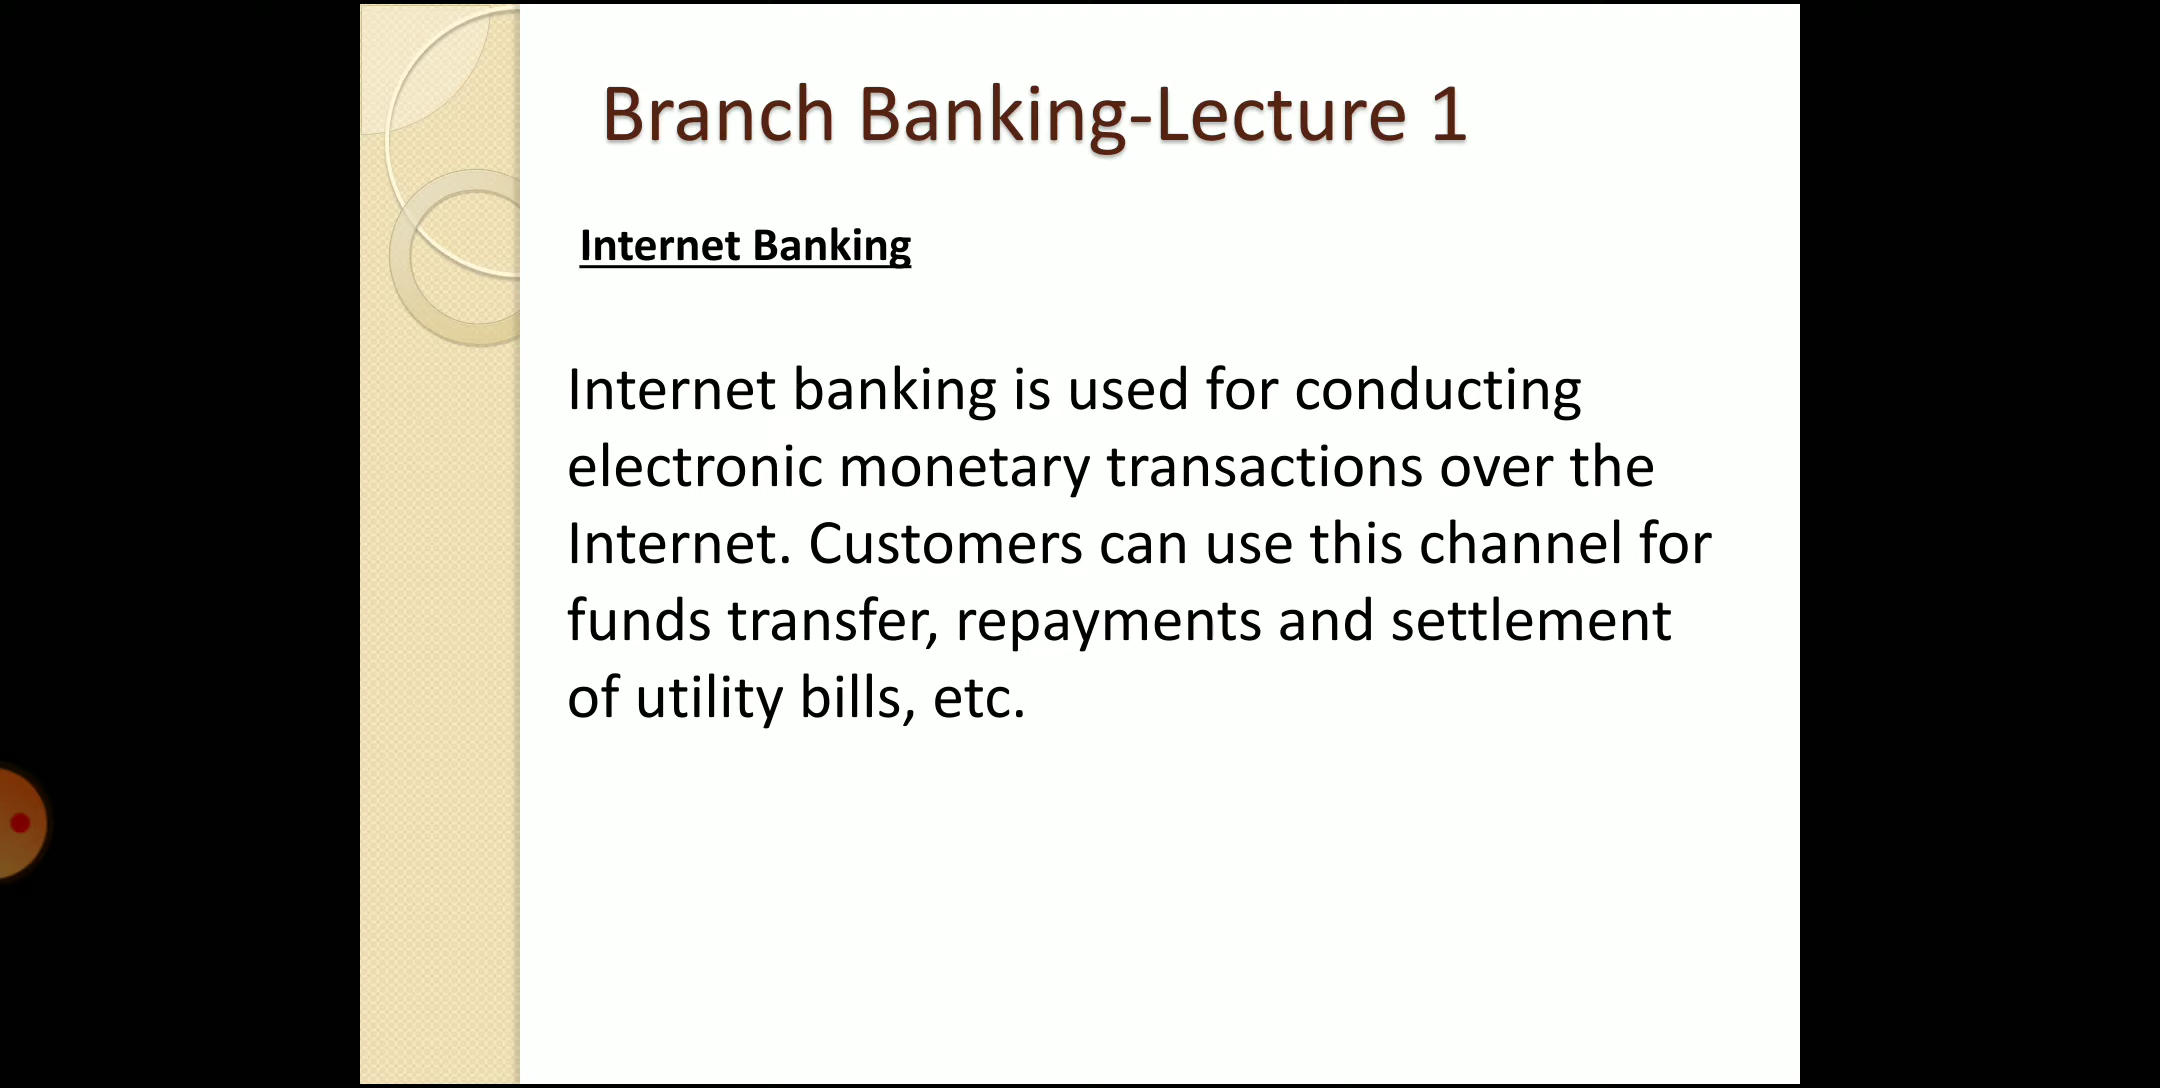 Branch Banking-Lecture 1
Internet Banking
Internet banking is used for conducting
electronic monetary transactions over the
Internet. Customers can use this channel for
funds transfer, repayments and settlement
of utility bills, etc.